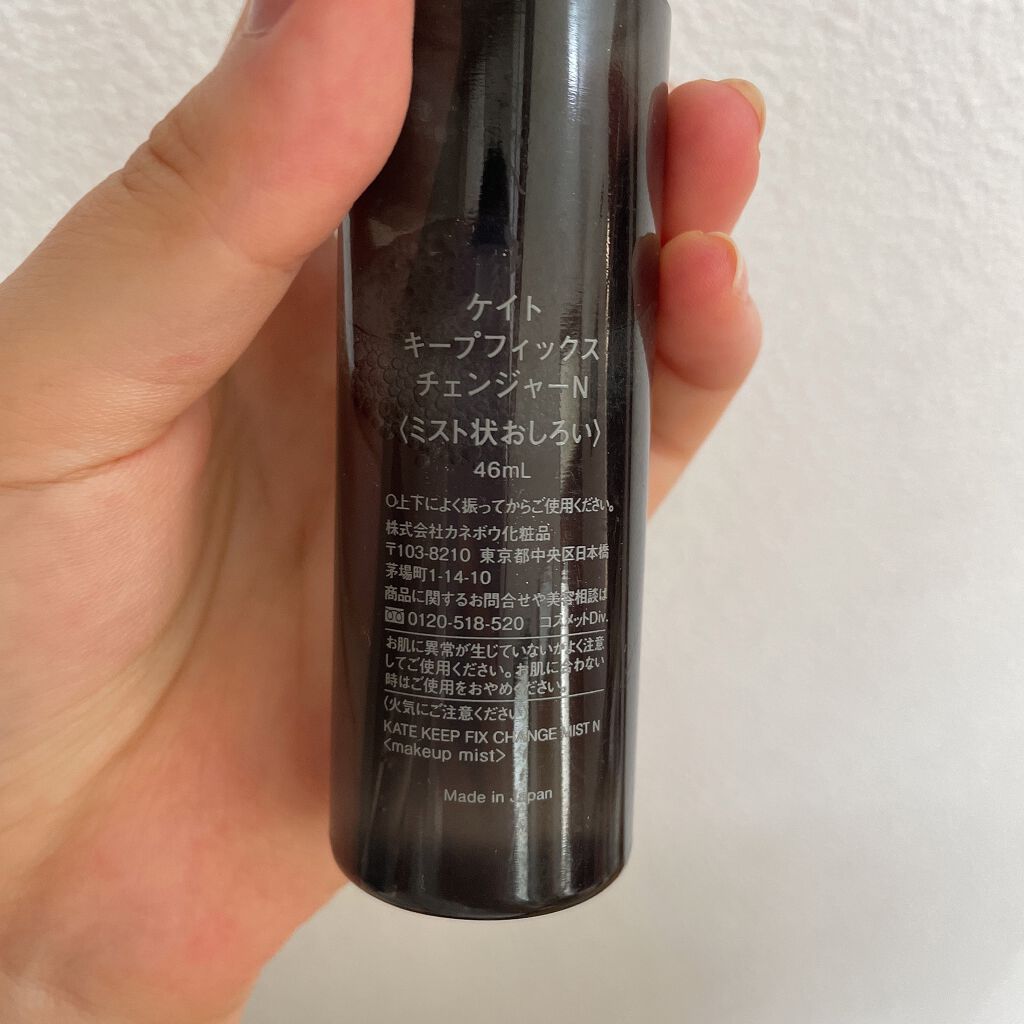 ケイト
キープフィックス
チェンジャーN
〈ミスト状おしろい〉
46mL
○上下によく振ってからご使用ください。
株式会社カネボウ化粧品
〒103-8210 東京都中央区日本橋
茅場町1-14-10
商品に関するお問合せや美容相談は
0120-518-520 コスメットDiv.
お肌に異常が生じていないかよく注意
してご使用ください。お肌に合わない
時はご使用をおやめください。
〈火気にご注意ください〉
KATE KEEP FIX CHANGE MIST N
<makeup mist>
Made in Japan